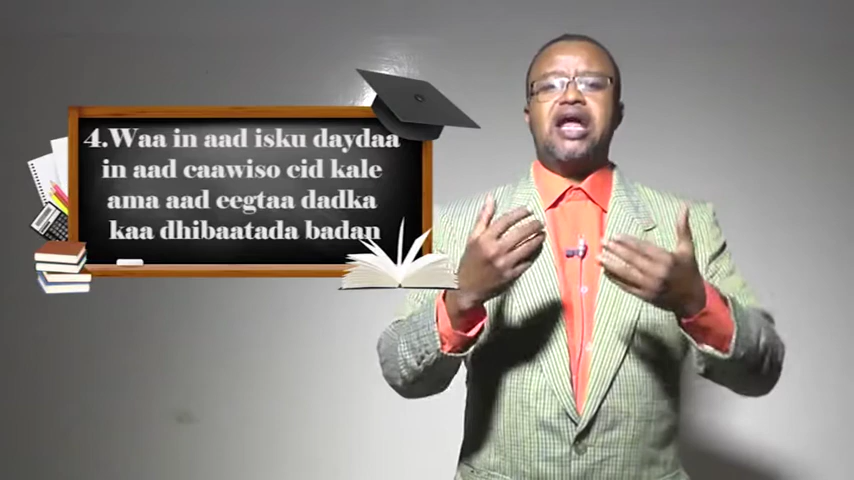 4.Waa in aad isku daydaa
in aad caawiso cid kale
ama aad eegtaa dadka
kaa dhibaatada badan